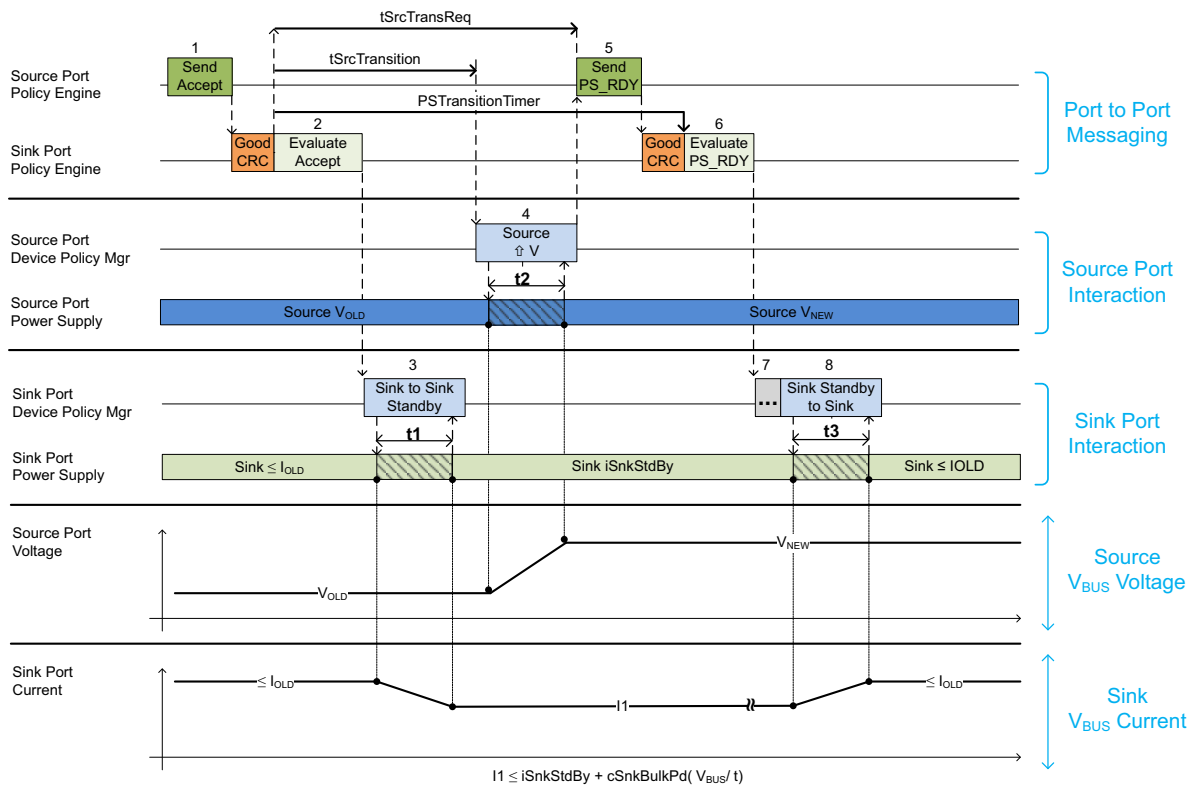 tSrcTransReq
1
5
Send
Accept
tSrcTransition
Send
PS_RDY
Source Port
Policy Engine
PSTransitionTimer
Port to Port
Messaging
2
6
Good
CRC
Evaluate
Accept
Good
CRC
Evaluate
PS_RDY
Sink Port
Policy Engine
4
Source Port
Device Policy Mgr
Source
⇧ V
t2
Source Port
Interaction
Source Port
Power Supply
Source VOLD
Source VNEW
3
7
8
Sink Port
Device Policy Mgr
Sink to Sink
Standby
...
Sink Standby
to Sink
t1
t3
Sink Port
Interaction
Sink Port
Power Supply
Sink ≤ IOLD
Sink iSnkStdBy
Sink ≤ IOLD
Source Port
Voltage
VNEW
VOLD
Source
VBUS Voltage
Sink Port
Current
≤ IOLD
≤ IOLD
I1
Sink
VBUS Current
I1 ≤ iSnkStdBy + cSnkBulkPd( VBUS/ t)